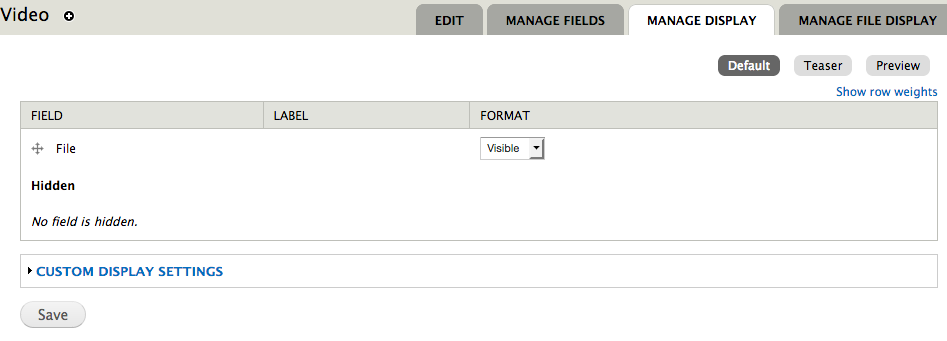 Video
EDIT MANAGE FIELDS MANAGE DISPLAY MANAGE FILE DISPLAY
Default Teaser Preview
Show row weights
FIELD LABEL FORMAT
File Visible
Hidden
No field is hidden.
CUSTOM DISPLAY SETTINGS
Save